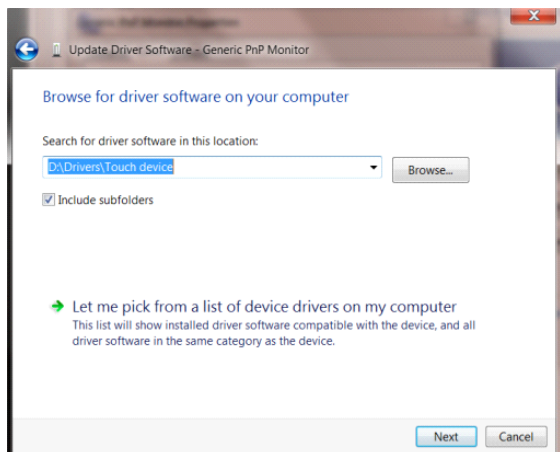 Update Driver Software - Generic PnP Monitor
Browse for driver software on your computer
Search for driver software in this location:
D:\Drivers\Touch device
Browse...
Include subfolders
Let me pick from a list of device drivers on my computer
This list will show installed driver software compatible with the device, and all
driver software in the same category as the device.
Next
Cancel